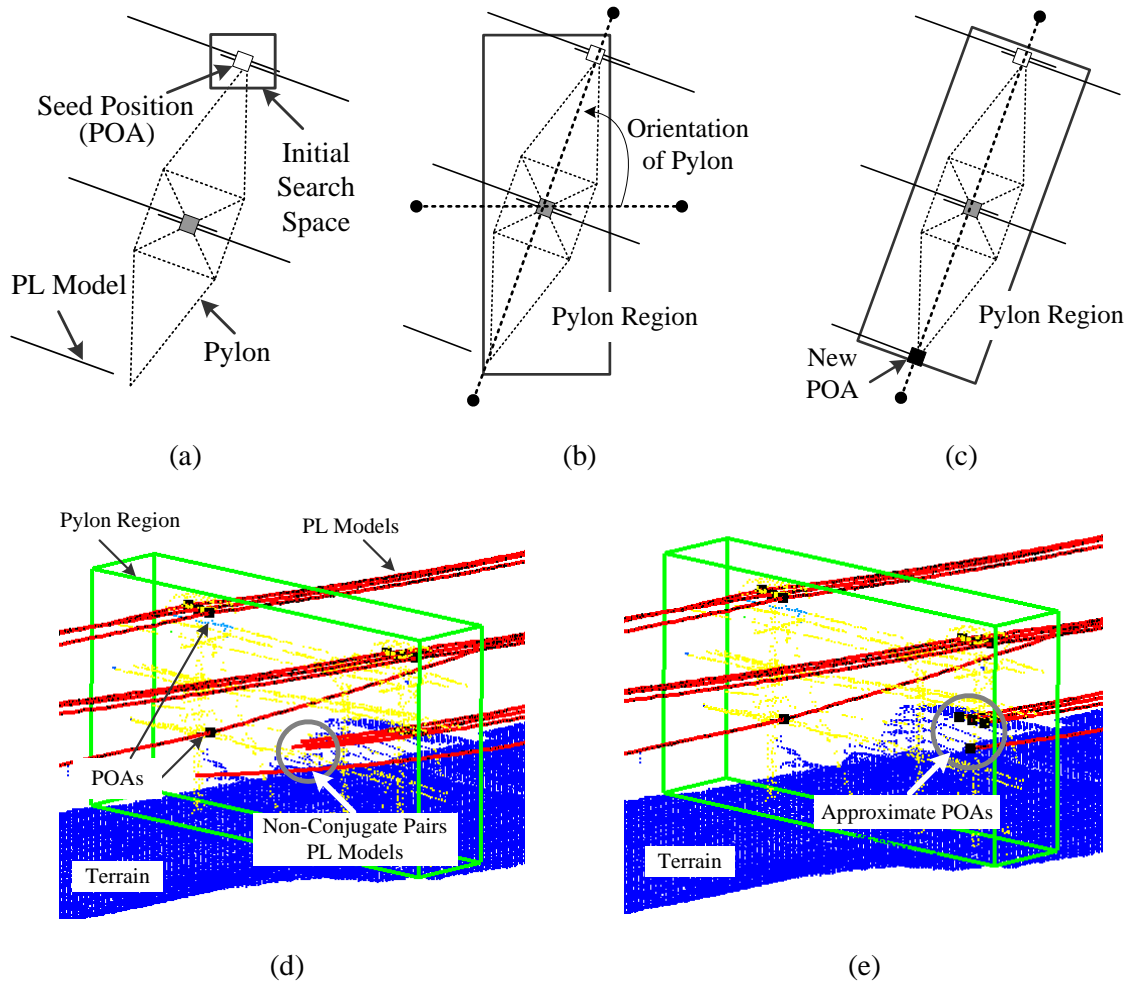 Seed Position
(POA)
Initial
Search
Space
PL Model
Pylon
(a)
Orientation
of Pylon
Pylon Region
(b)
Pylon Region
New
POA
(c)
Pylon Region
PL Models
POAs
Non-Conjugate Pairs
PL Models
Terrain
(d)
Approximate POAs
Terrain
(e)